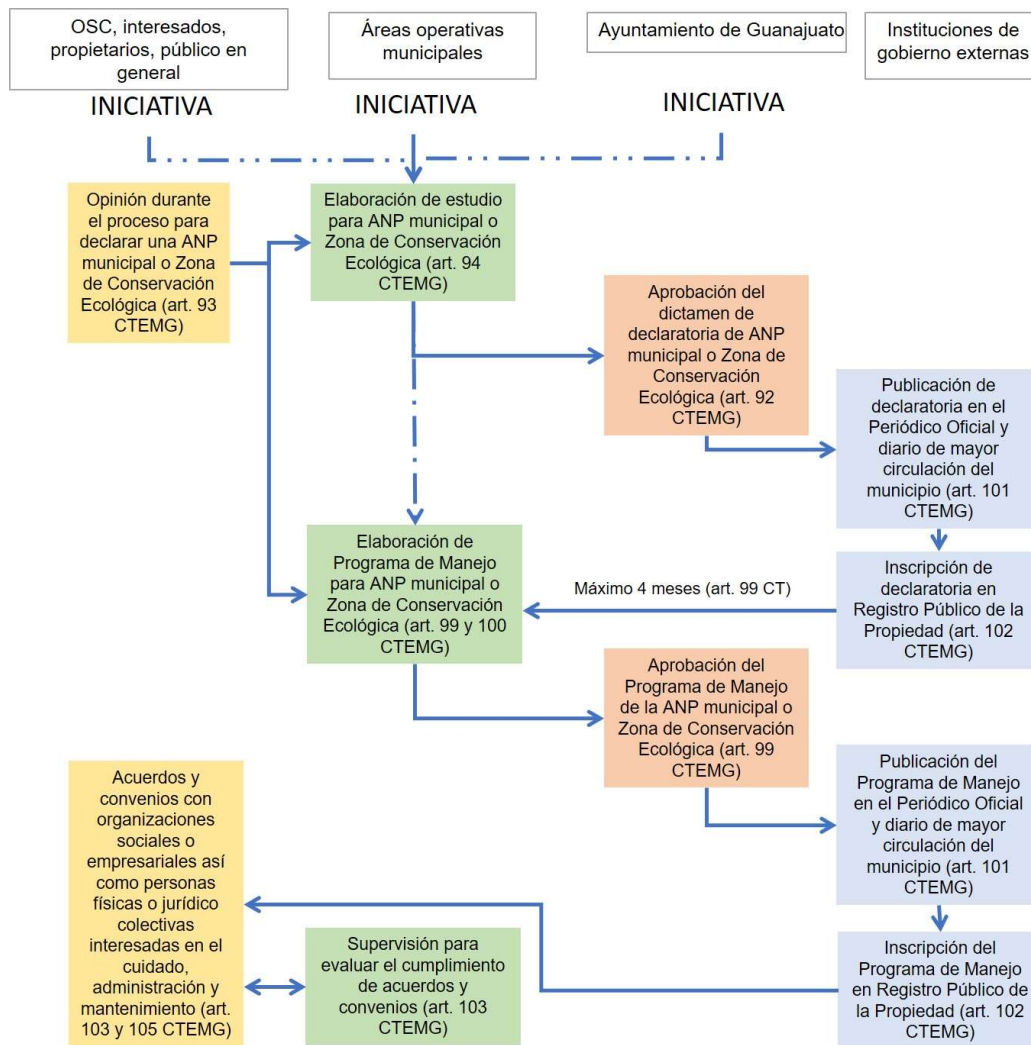 OSC, interesados,
propietarios, público en
general
Áreas operativas
municipales
Ayuntamiento de Guanajuato
Instituciones de
gobierno externas
INICIATIVA
INICIATIVA
INICIATIVA
Opinión durante
el proceso para
declarar una ANP
municipal o Zona
de Conservación
Ecológica (art. 93
CTEMG)
Elaboración de estudio
para ANP municipal o
Zona de Conservación
Ecológica (art. 94
CTEMG)
Aprobación del
dictamen de
declaratoria de ANP
municipal o Zona de
Conservación
Ecológica (art. 92
CTEMG)
Publicación de
declaratoria en el
Periódico Oficial y
diario de mayor
circulación del
municipio (art. 101
CTEMG)
Elaboración de
Programa de Manejo
para ANP municipal o
Zona de Conservación
Ecológica (art. 99 y 100
CTEMG)
Máximo 4 meses (art. 99 CT)
Inscripción de
declaratoria en
Registro Público de la
Propiedad (art. 102
CTEMG)
Aprobación del
Programa de Manejo
de la ANP municipal o
Zona de Conservación
Ecológica (art. 99
CTEMG)
Publicación del
Programa de Manejo
en el Periódico Oficial
y diario de mayor
circulación del
municipio (art. 101
CTEMG)
Acuerdos y
convenios con
organizaciones
sociales o
empresariales así
como personas
físicas o jurídico
colectivas
interesadas en el
cuidado,
administración y
mantenimiento (art.
103 y 105 CTEMG)
Supervisión para
evaluar el cumplimiento
de acuerdos y
convenios (art. 103
CTEMG)
Inscripción del
Programa de Manejo
en Registro Público de
la Propiedad (art. 102
CTEMG)